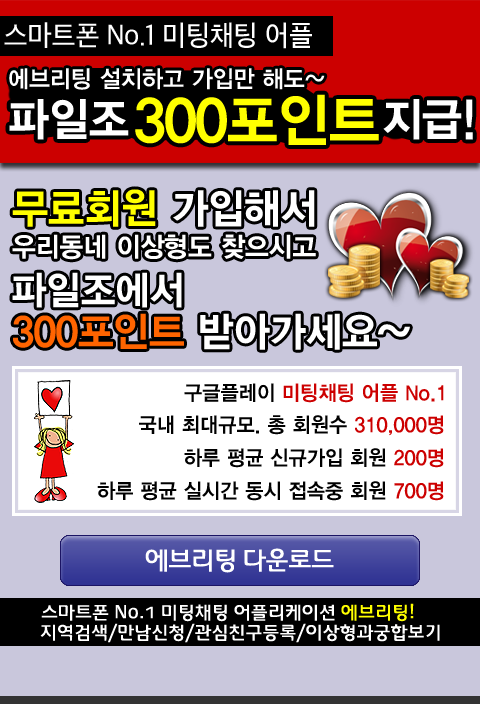 스마트폰 No.1 미팅채팅 어플
에브리팅 설치하고 가입만 해도~
파일조 300포인트 지급!
무료회원 가입해서
우리동네 이상형도 찾으시고
파일조에서
300포인트 받아가세요~
구글플레이 미팅채팅 어플 No.1
국내 최대규모. 총 회원수 310,000명
하루 평균 신규가입 회원 200명
하루 평균 실시간 동시 접속중 회원 700명
에브리팅 다운로드
스마트폰 No.1 미팅채팅 어플리케이션 에브리팅!
지역검색/만남신청/관심친구등록/이상형과궁합보기